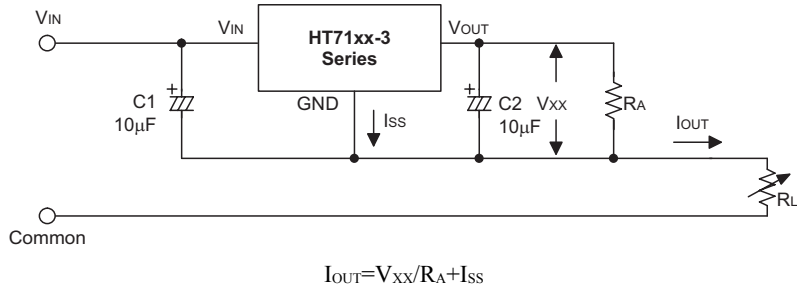 VIN
VIN
HT71xx-3
Series
VOUT
C1
10μF
GND
ISS
C2
10μF
VXX
RA
IOUT
RL
Common
IOUT=VXX/RA+ISS